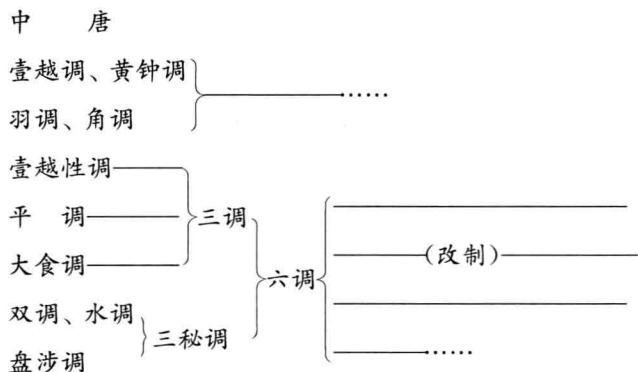 中 唐
壹越调、黄钟调
羽调、角调
……
壹越性调
平 调
大食调
三调
双调、水调
盘涉调
三秘调
六调
(改制)
……